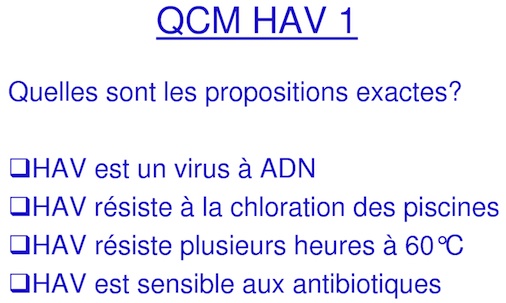 QCM HAV 1
Quelles sont les propositions exactes?
❑HAV est un virus à ADN
❑HAV résiste à la chloration des piscines
❑HAV résiste plusieurs heures à 60°C
❑HAV est sensible aux antibiotiques